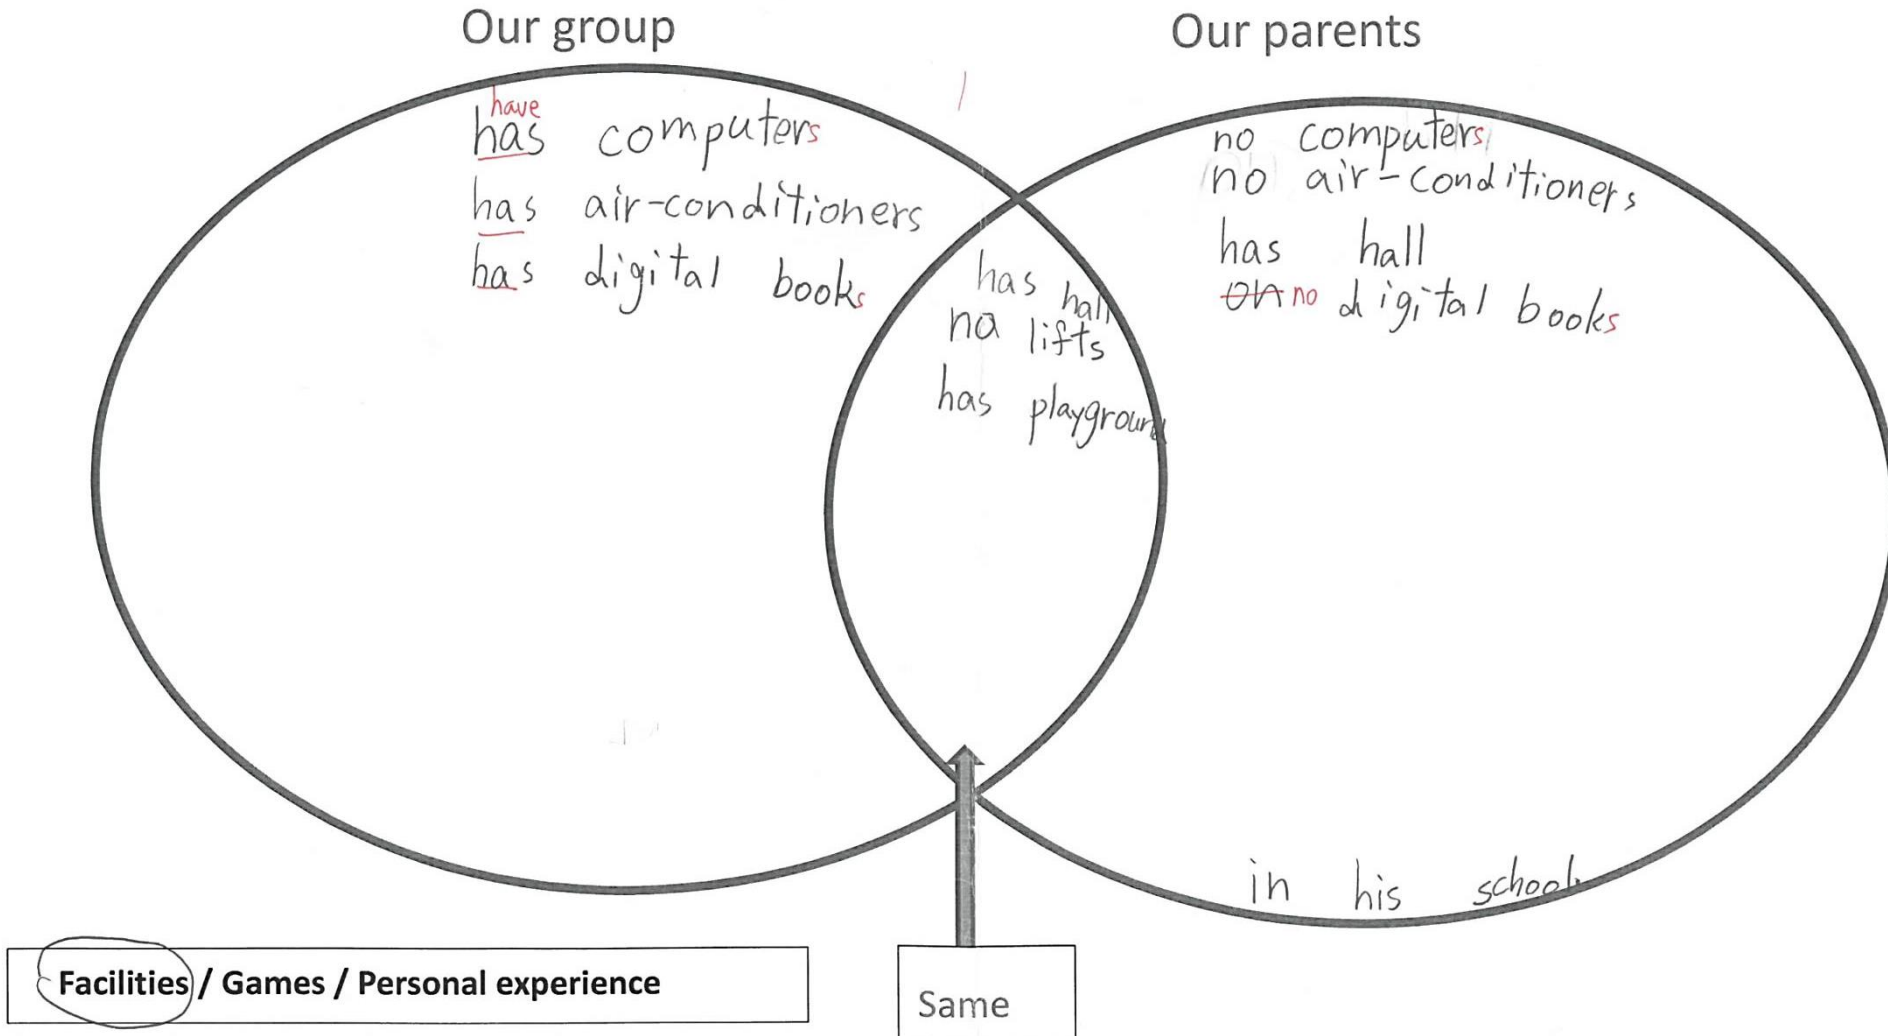 Our group
Our parents
have
has computers
has air-conditioners
has digital books
has hall
no lifts
has playground
no computers
no air-conditioners
has hall
on no digital books
in his school.
Facilities / Games / Personal experience
Same